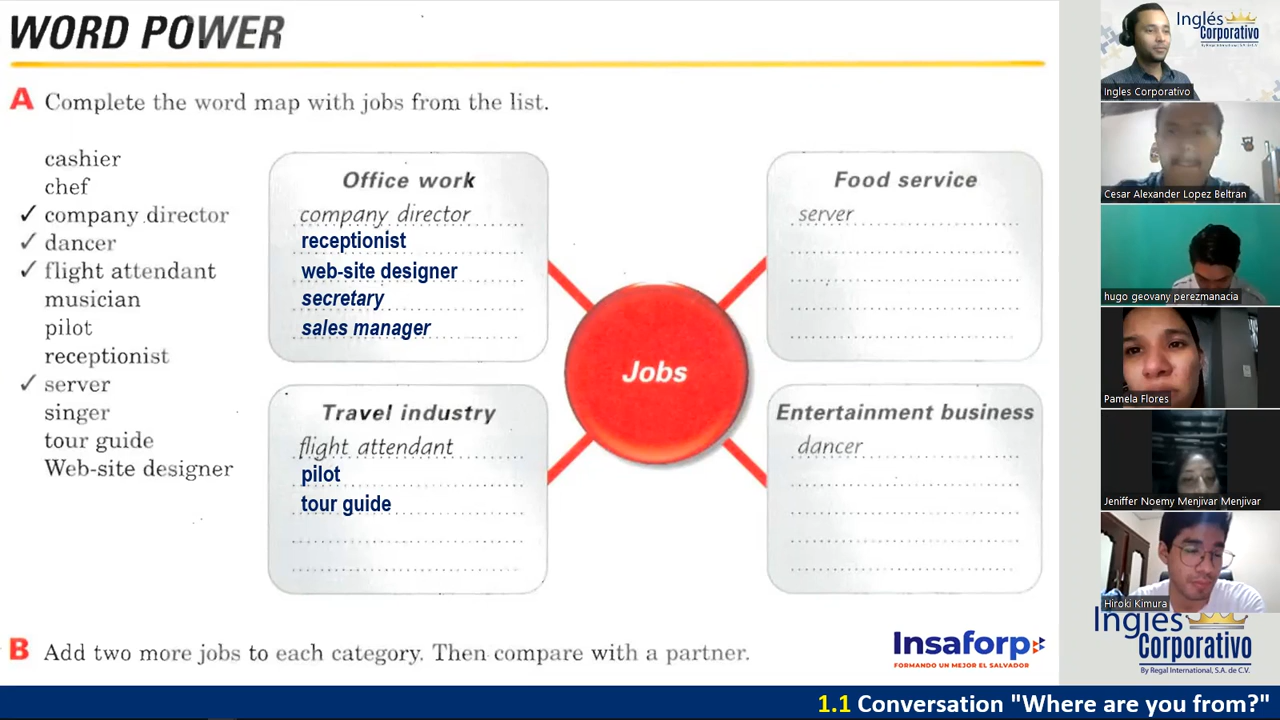 WORD POWER
A Complete the word map with jobs from the list.
cashier
chef
✓ company director
✓ dancer
✓ flight attendant
musician
pilot
receptionist
✓ server
singer
tour guide
Web-site designer
Office work
company director
receptionist
web-site designer
secretary
sales manager
Food service
server
Jobs
Travel industry
flight attendant
pilot
tour guide
Entertainment business
dancer
B Add two more jobs to each category. Then compare with a partner.
Insaforp
FORMANDO UN MEJOR EL SALVADOR
1.1 Conversation "Where are you from?"
Inglés
Corporativo
By Regal International, S.A. de C.V.
Ingles Corporativo
Cesar Alexander Lopez Beltran
hugo geovany perezmanacia
Pamela Flores
Jeniffer Noemy Menjivar Menjivar
Hiroki Kimura
Inglés
Corporativo
By Regal International, S.A. de C.V.